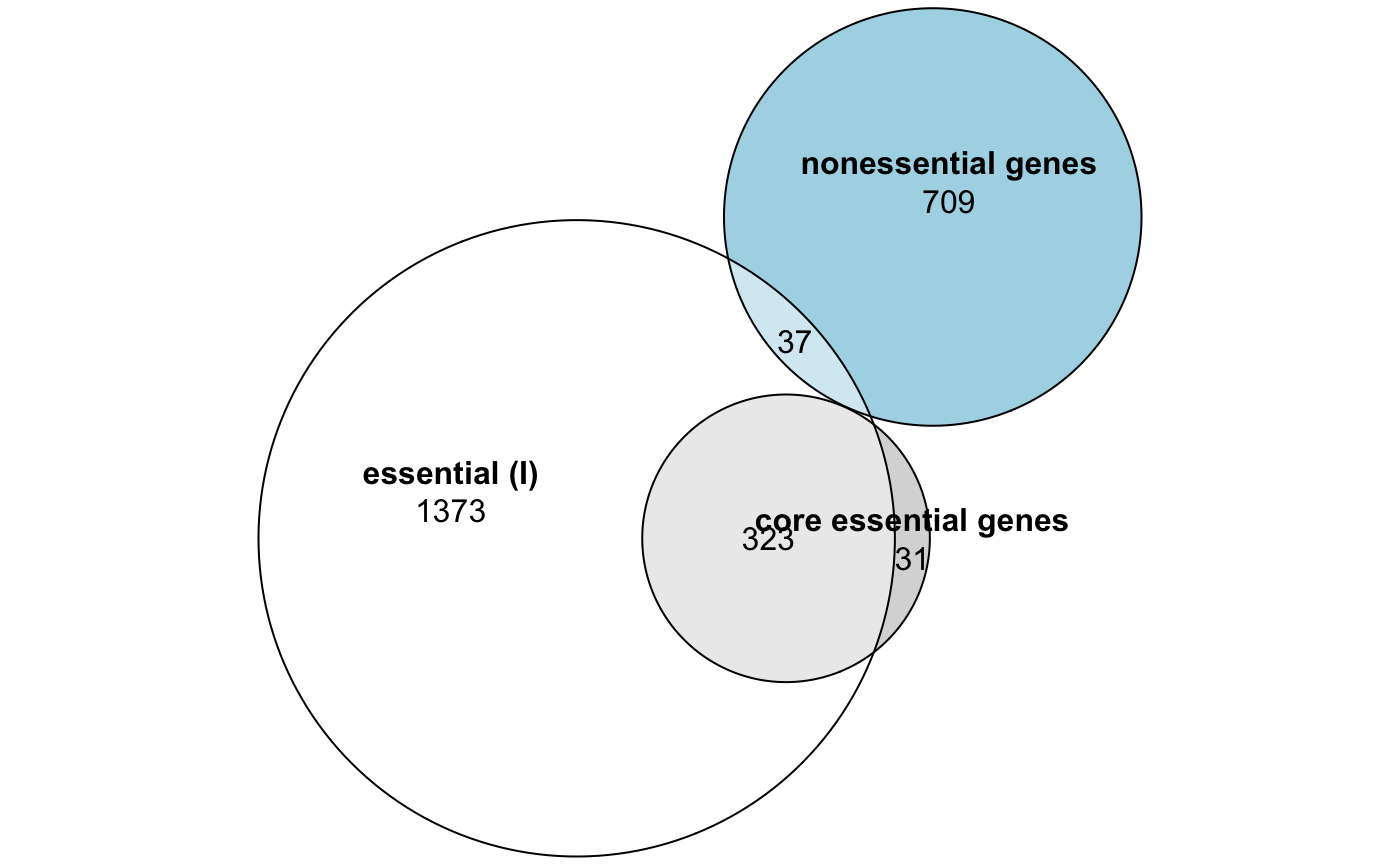 nonessential genes
709
37
essential (I)
1373
core essential genes
323
31